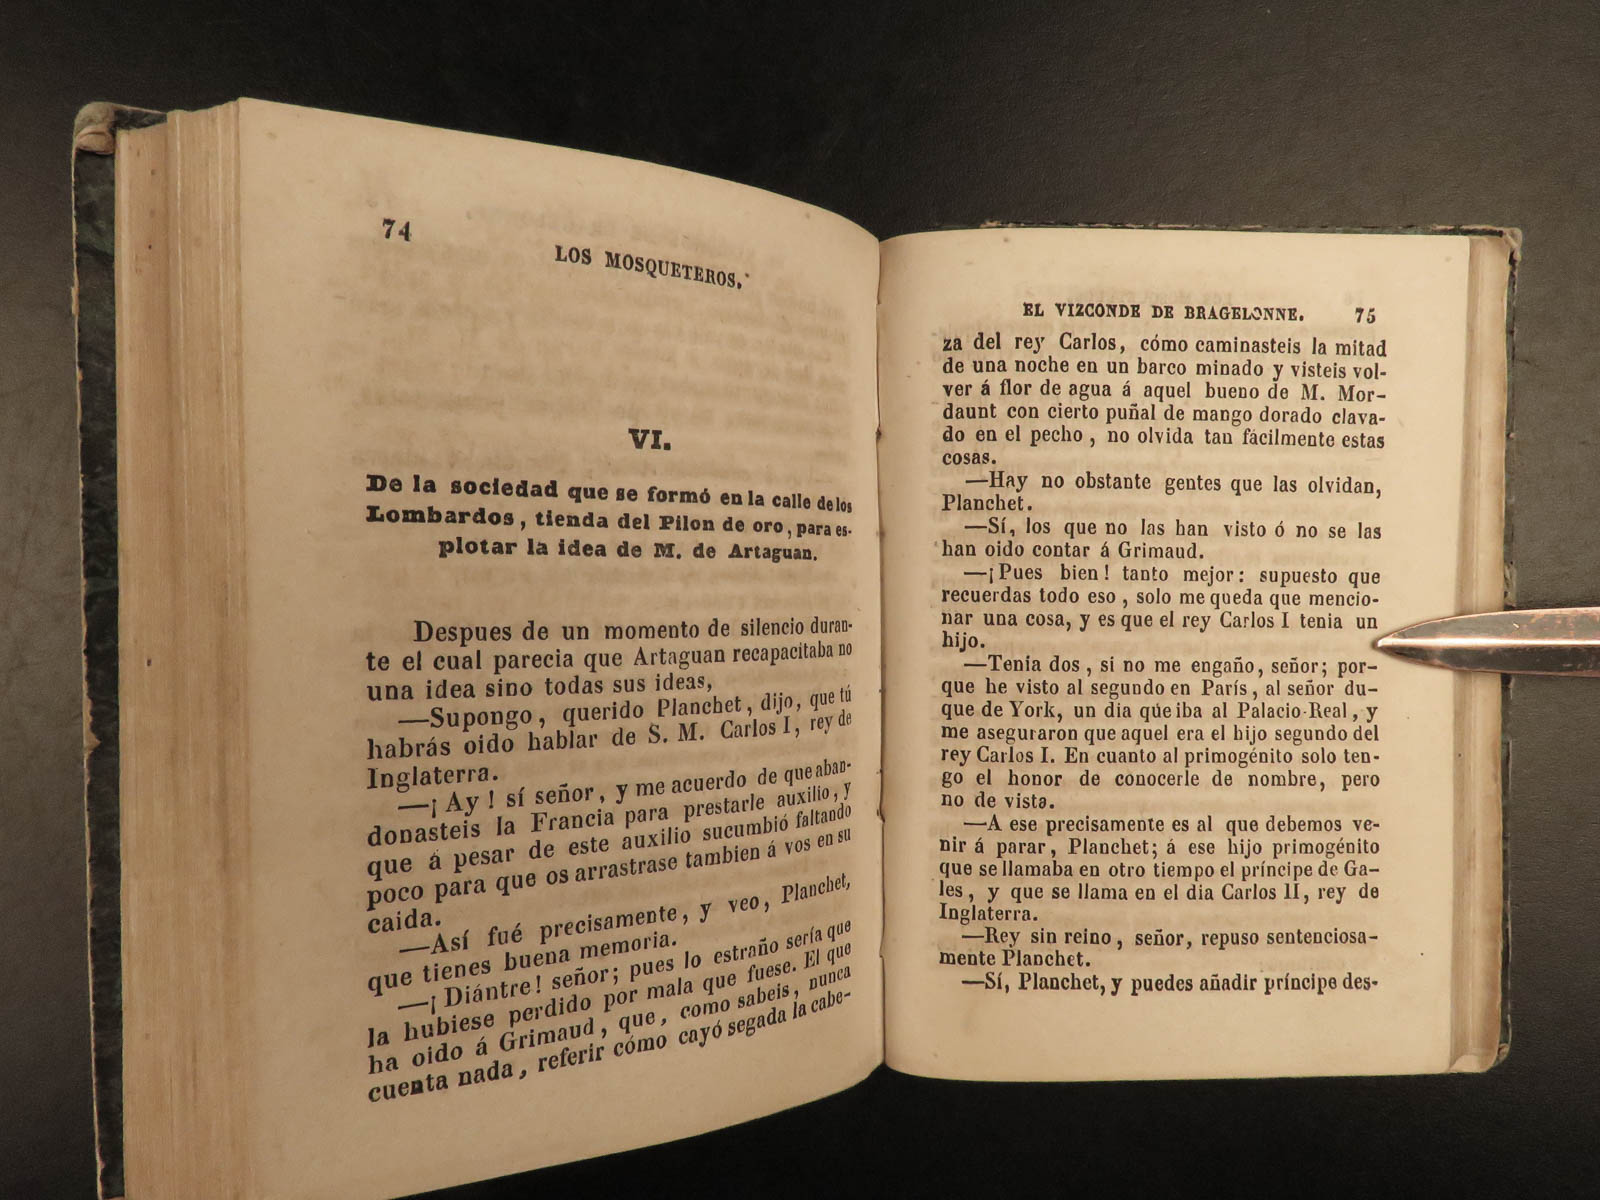 74
LOS MOSQUETEROS.
VI.
De la sociedad que se formó en la calle de los
Lombardos, tienda del Pilon de oro, para es-
plotar la idea de M. de Artaguan.
Despues de un momento de silencio duran-
te el cual parecia que Artaguan recapacitaba no
una idea sino todas sus ideas,
—Supongo, querido Planchet, dijo, que tú
habrás oido hablar de S. M. Carlos I, rey de
Inglaterra.
—¡Ay! sí señor, y me acuerdo de que aban-
donasteis la Francia para prestarle auxilio, y
que á pesar de este auxilio sucumbió faltando
poco para que os arrastrase tambien á vos en su
caida.
—Así fué precisamente, y veo, Planchet,
que tienes buena memoria.
—¡Diántre! señor; pues lo estraño sería que
la hubiese perdido por mala que fuese. El que
ha oido á Grimaud, que, como sabeis, nunca
cuenta nada, referir cómo cayó segada la cabe-
EL VIZCONDE DE BRAGELONNE. 75
za del rey Carlos, cómo caminasteis la mitad
de una noche en un barco minado y visteis vol-
ver á flor de agua á aquel bueno de M. Mor-
daunt con cierto puñal de mango dorado clava-
do en el pecho, no olvida tan fácilmente estas
cosas.
—Hay no obstante gentes que las olvidan,
Planchet.
—Sí, los que no las han visto ó no se las
han oido contar á Grimaud.
—¡Pues bien! tanto mejor: supuesto que
recuerdas todo eso, solo me queda que mencio-
nar una cosa, y es que el rey Carlos I tenia un
hijo.
—Tenia dos, si no me engaño, señor; por-
que he visto al segundo en París, al señor du-
que de York, un dia que iba al Palacio-Real, y
me aseguraron que aquel era el hijo segundo del
rey Carlos I. En cuanto al primogénito solo ten-
go el honor de conocerle de nombre, pero
no de vista.
—A ese precisamente es al que debemos ve-
nir á parar, Planchet; á ese hijo primogénito
que se llamaba en otro tiempo el príncipe de Ga-
les, y que se llama en el dia Carlos II, rey de
Inglaterra.
—Rey sin reino, señor, repuso sentenciosa-
mente Planchet.
—Sí, Planchet, y puedes añadir príncipe des-